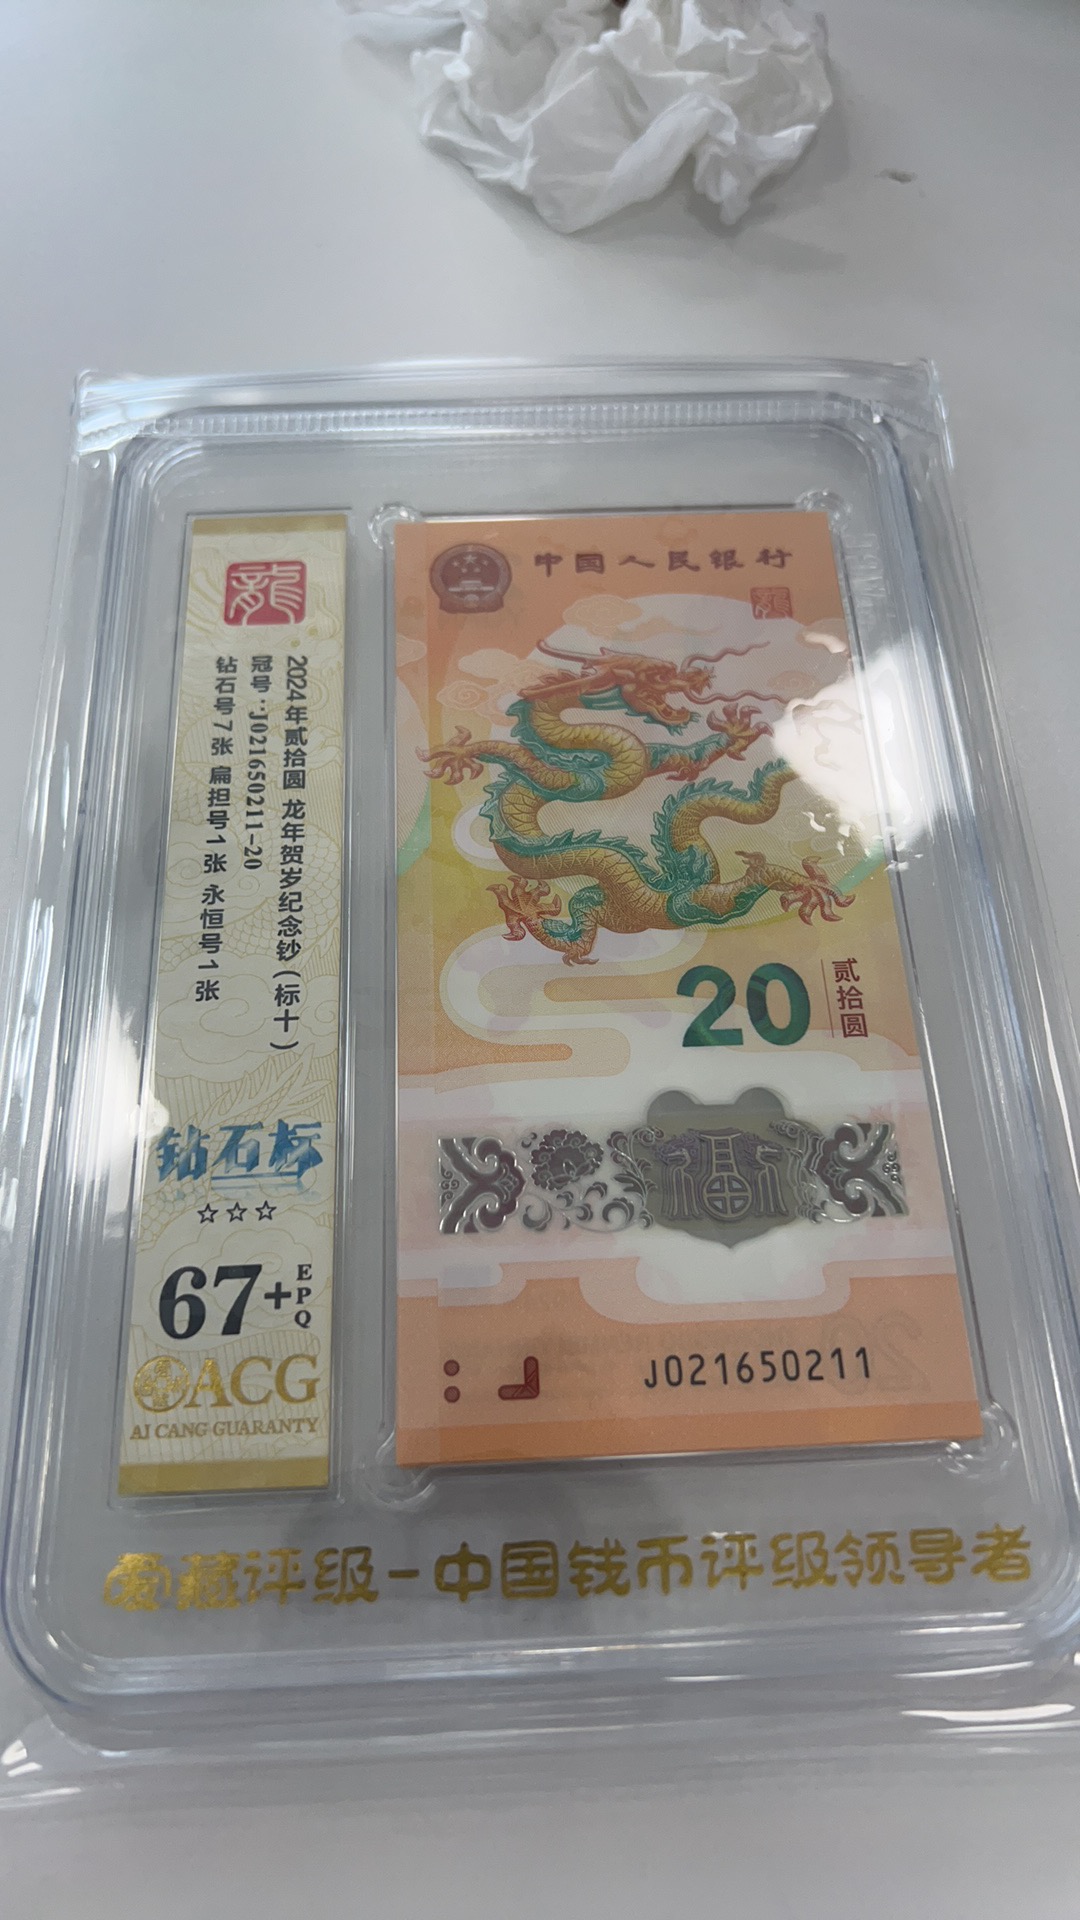 龍
2024年贰拾圆 龙年贺岁纪念钞(标十)
冠号:J021650211-20
钻石号7张 扁担号1张 永恒号1张
钻石标
☆☆☆
67+ EPQ
ACG
AI CANG GUARANTY
中国人民银行
龍
20
贰拾圆
J021650211
爱藏评级-中国钱币评级领导者